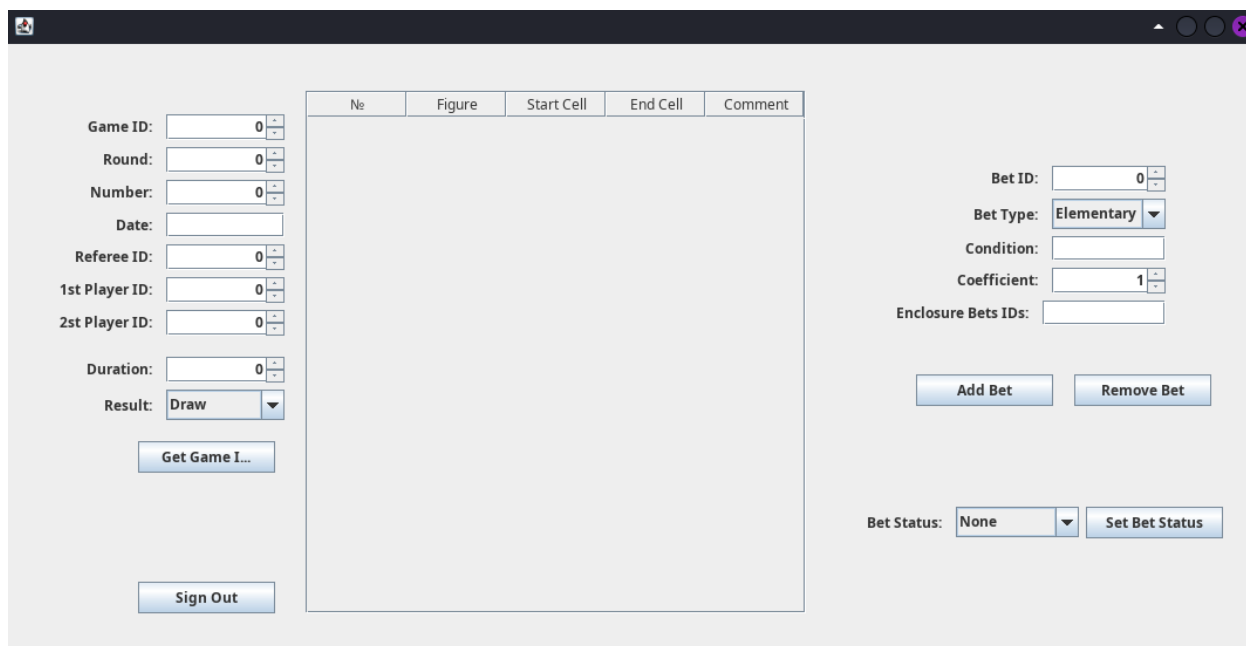 Game ID: 0
Round: 0
Number: 0
Date:
Referee ID: 0
1st Player ID: 0
2st Player ID: 0
Duration: 0
Result: Draw
Get Game I...
Sign Out
№ Figure Start Cell End Cell Comment
Bet ID: 0
Bet Type: Elementary
Condition:
Coefficient: 1
Enclosure Bets IDs:
Add Bet Remove Bet
Bet Status: None Set Bet Status